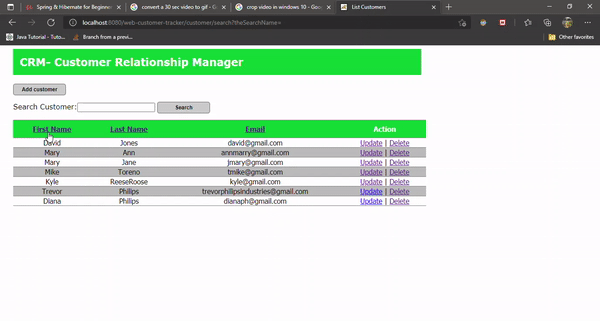 Spring & Hibernate for Beginner
convert a 30 sec video to gif - Goo
crop video in windows 10 - Goo
List Customers
localhost:8080/web-customer-tracker/customer/search?theSearchName=
Java Tutorial - Tuto...
Branch from a previ...
Other favorites
CRM- Customer Relationship Manager
Add customer
Search Customer: Search
First Name Last Name Email Action
David Jones david@gmail.com Update | Delete
Mary Ann annmarry@gmail.com Update | Delete
Mary Jane jmary@gmail.com Update | Delete
Mike Toreno tmike@gmail.com Update | Delete
Kyle ReeseRoose kyle@gmail.com Update | Delete
Trevor Philips trevorphilipsindustries@gmail.com Update | Delete
Diana Philips dianaph@gmail.com Update | Delete